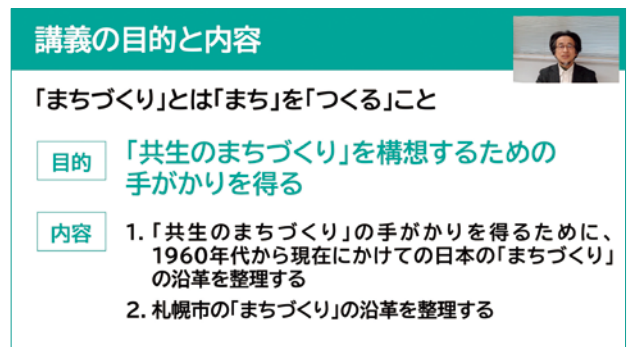 講義の目的と内容
「まちづくり」とは「まち」を「つくる」こと
目的
「共生のまちづくり」を構想するための
手がかりを得る
内容
1. 「共生のまちづくり」の手がかりを得るために、
1960年代から現在にかけての日本の「まちづくり」
の沿革を整理する
2. 札幌市の「まちづくり」の沿革を整理する